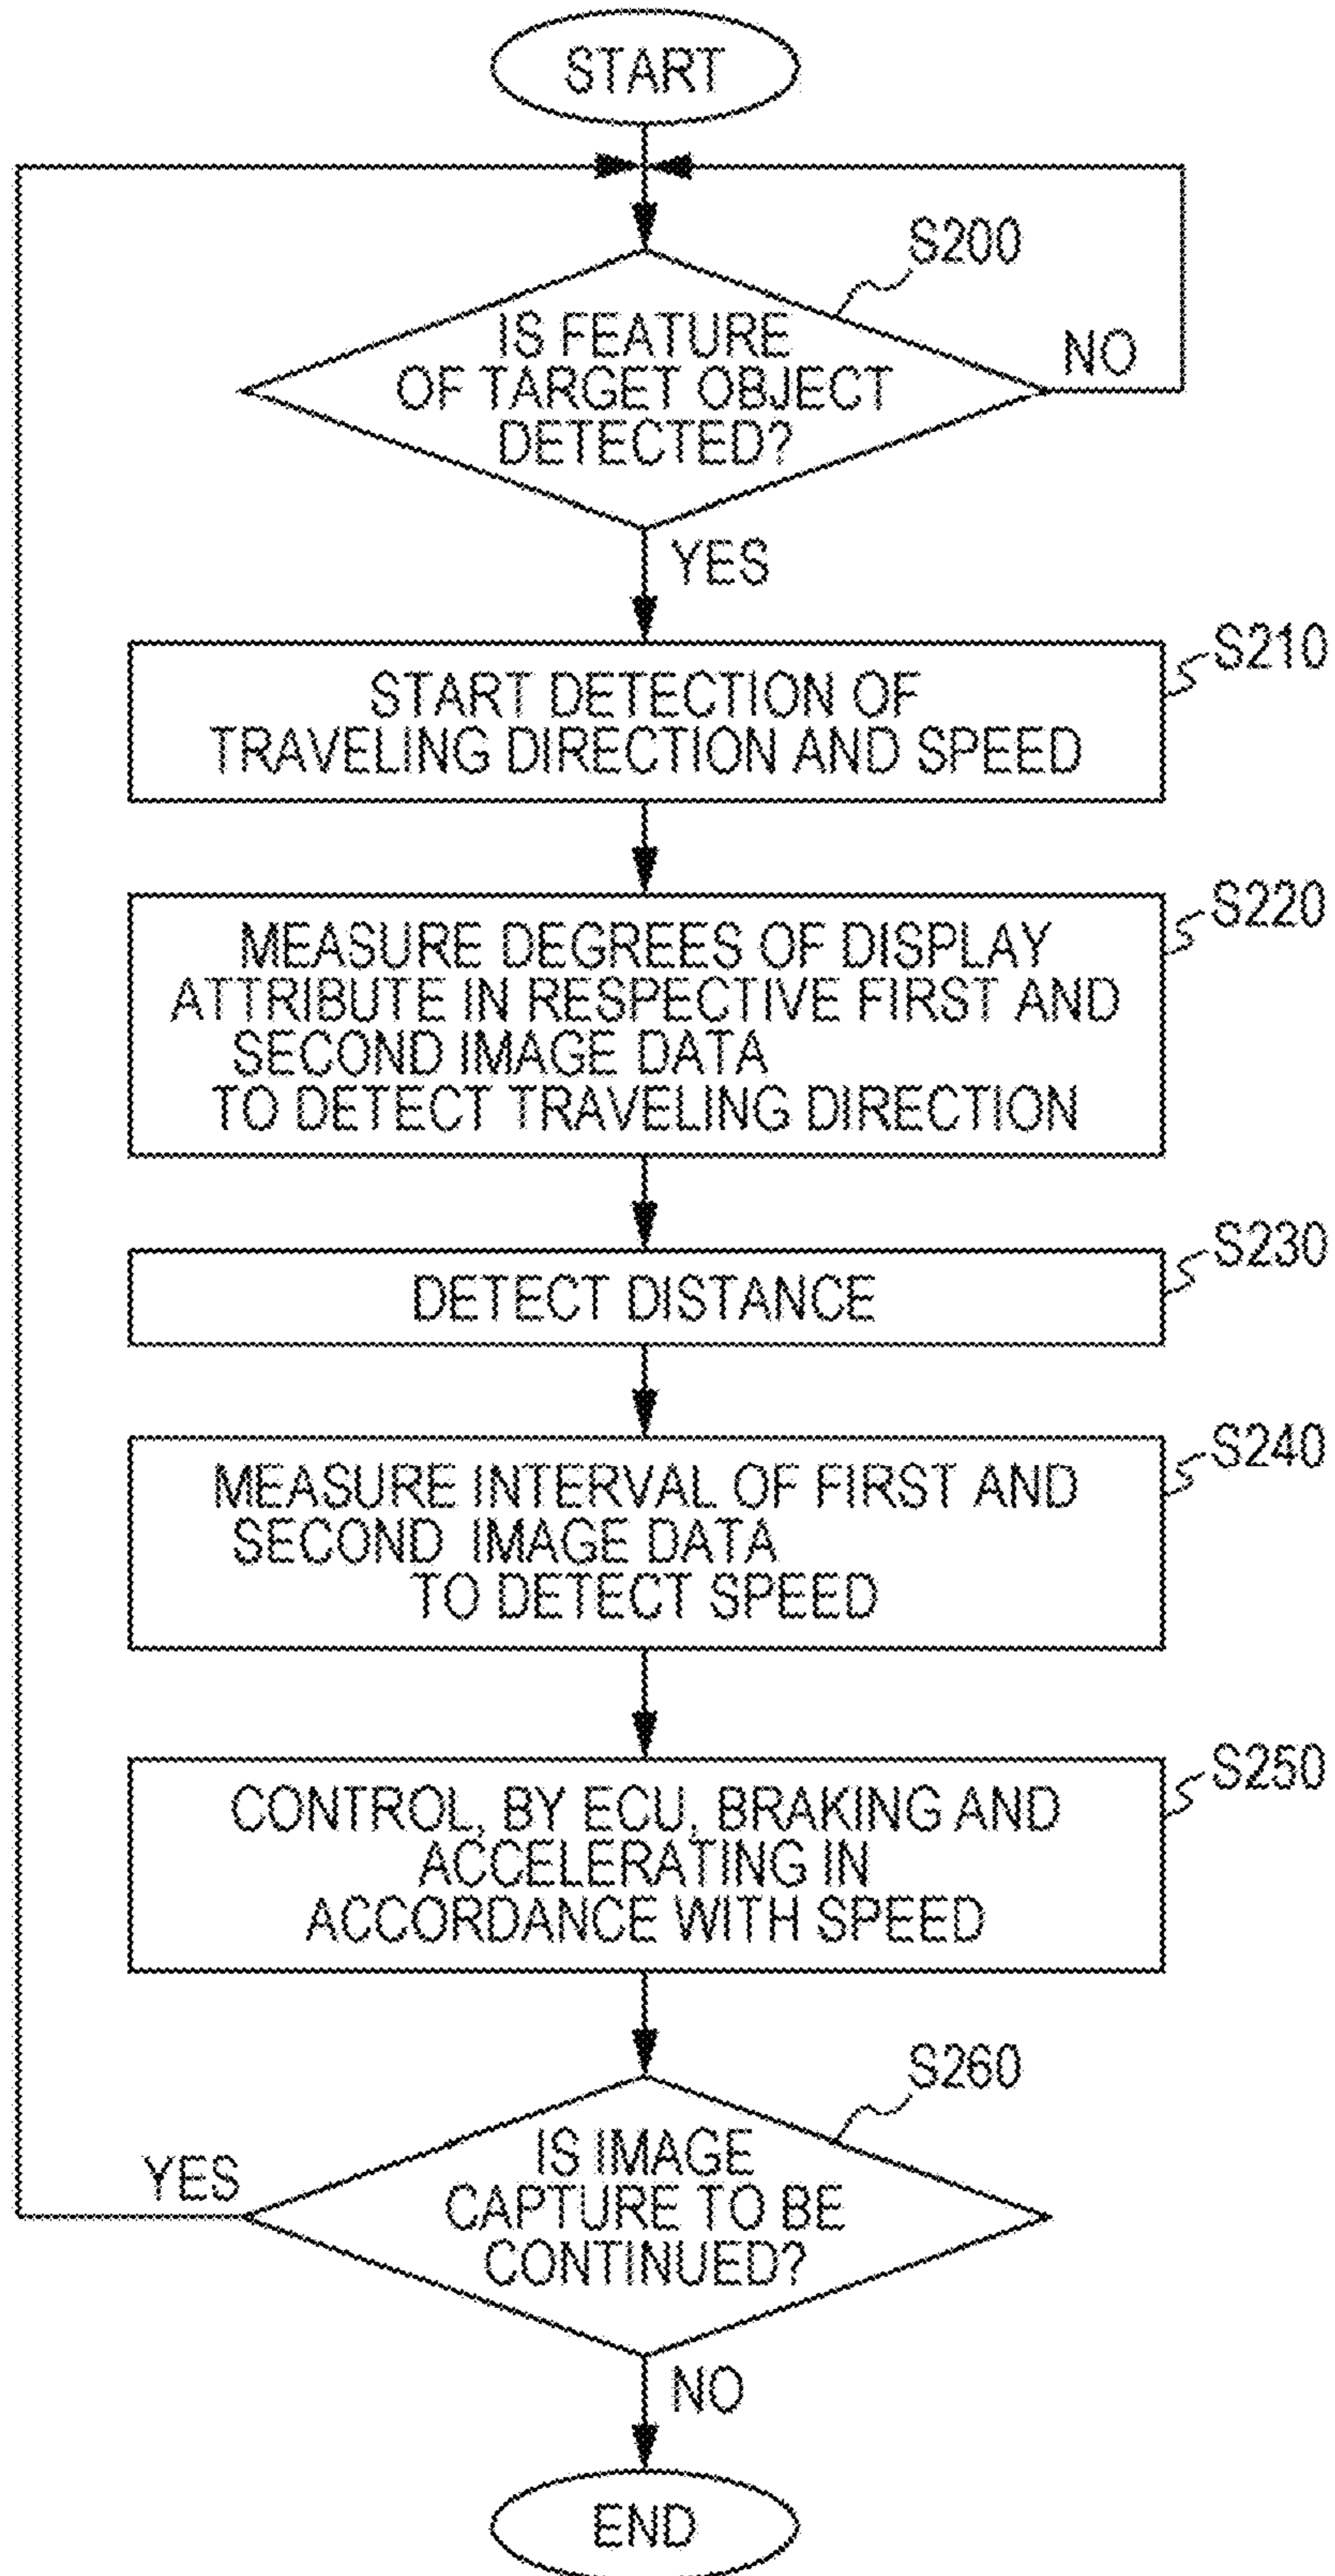 START
S200
IS FEATURE
OF TARGET OBJECT
DETECTED?
NO
YES
S210
START DETECTION OF
TRAVELING DIRECTION AND SPEED
S220
MEASURE DEGREES OF DISPLAY
ATTRIBUTE IN RESPECTIVE FIRST AND
SECOND IMAGE DATA
TO DETECT TRAVELING DIRECTION
S230
DETECT DISTANCE
S240
MEASURE INTERVAL OF FIRST AND
SECOND IMAGE DATA
TO DETECT SPEED
S250
CONTROL, BY ECU, BRAKING AND
ACCELERATING IN
ACCORDANCE WITH SPEED
S260
IS IMAGE
CAPTURE TO BE
CONTINUED?
YES
NO
END